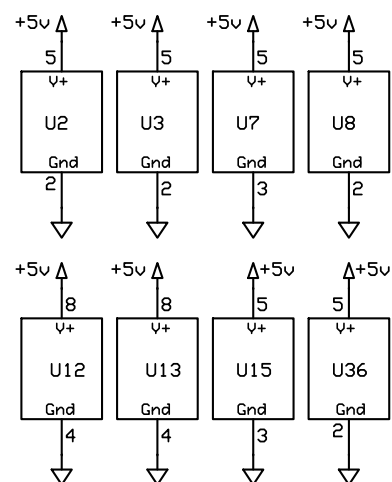 +5v +5v +5v +5v
5 5 5 5
V+ V+ V+ V+
U2 U3 U7 U8
Gnd Gnd Gnd Gnd
2 2 3 2
+5v +5v +5v +5v
8 8 5 5
V+ V+ V+ V+
U12 U13 U15 U36
Gnd Gnd Gnd Gnd
4 4 3 2